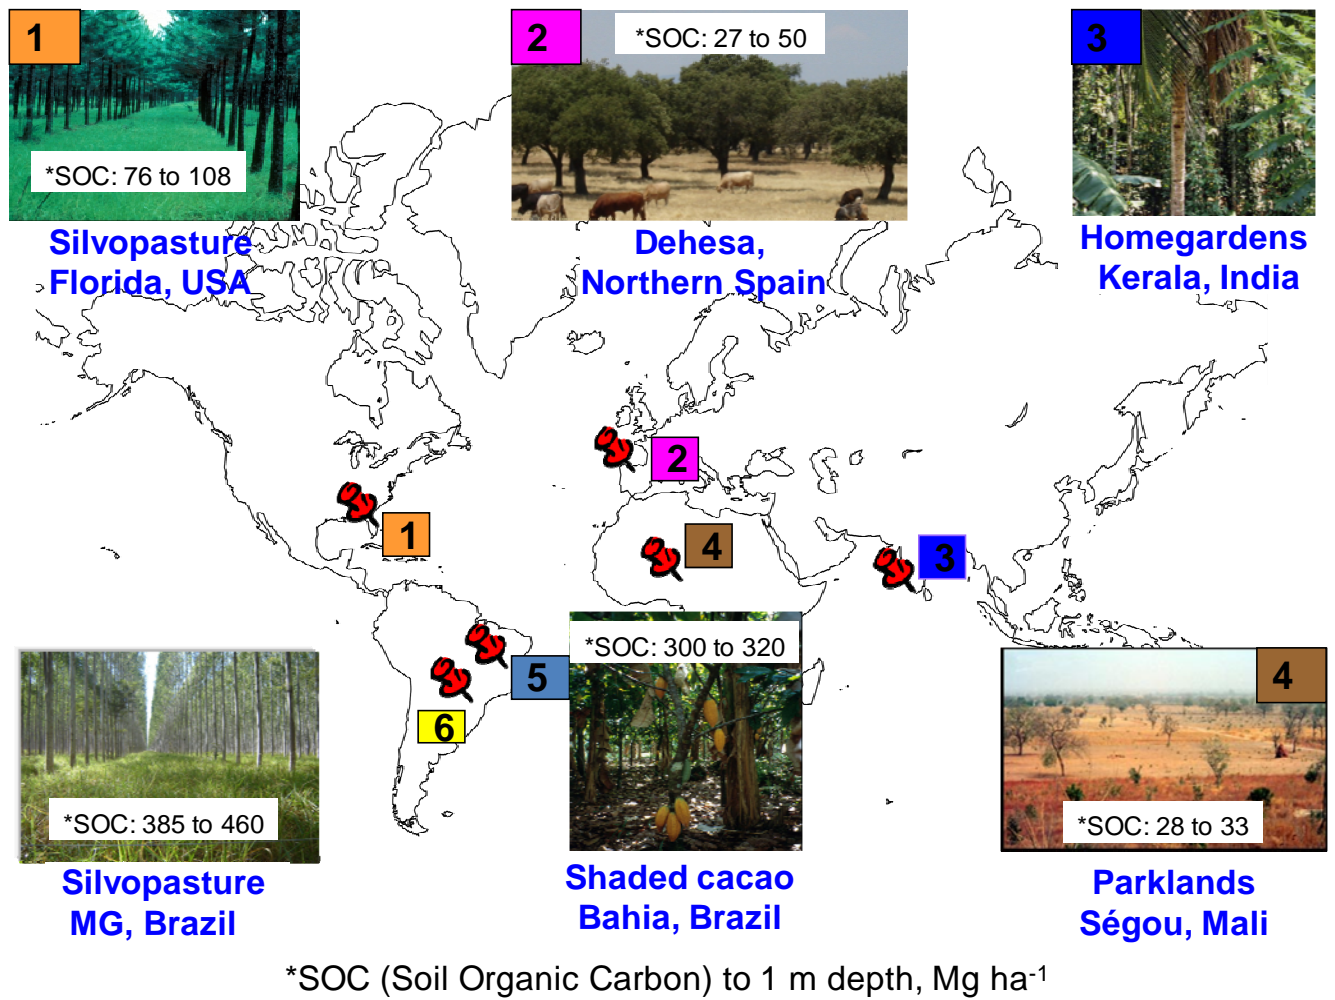 1
*SOC: 76 to 108
Silvopasture
Florida, USA
2
*SOC: 27 to 50
Dehesa,
Northern Spain
3
Homegardens
Kerala, India
2
1
4
3
5
6
*SOC: 385 to 460
Silvopasture
MG, Brazil
*SOC: 300 to 320
Shaded cacao
Bahia, Brazil
4
*SOC: 28 to 33
Parklands
Ségou, Mali
*SOC (Soil Organic Carbon) to 1 m depth, Mg ha⁻¹